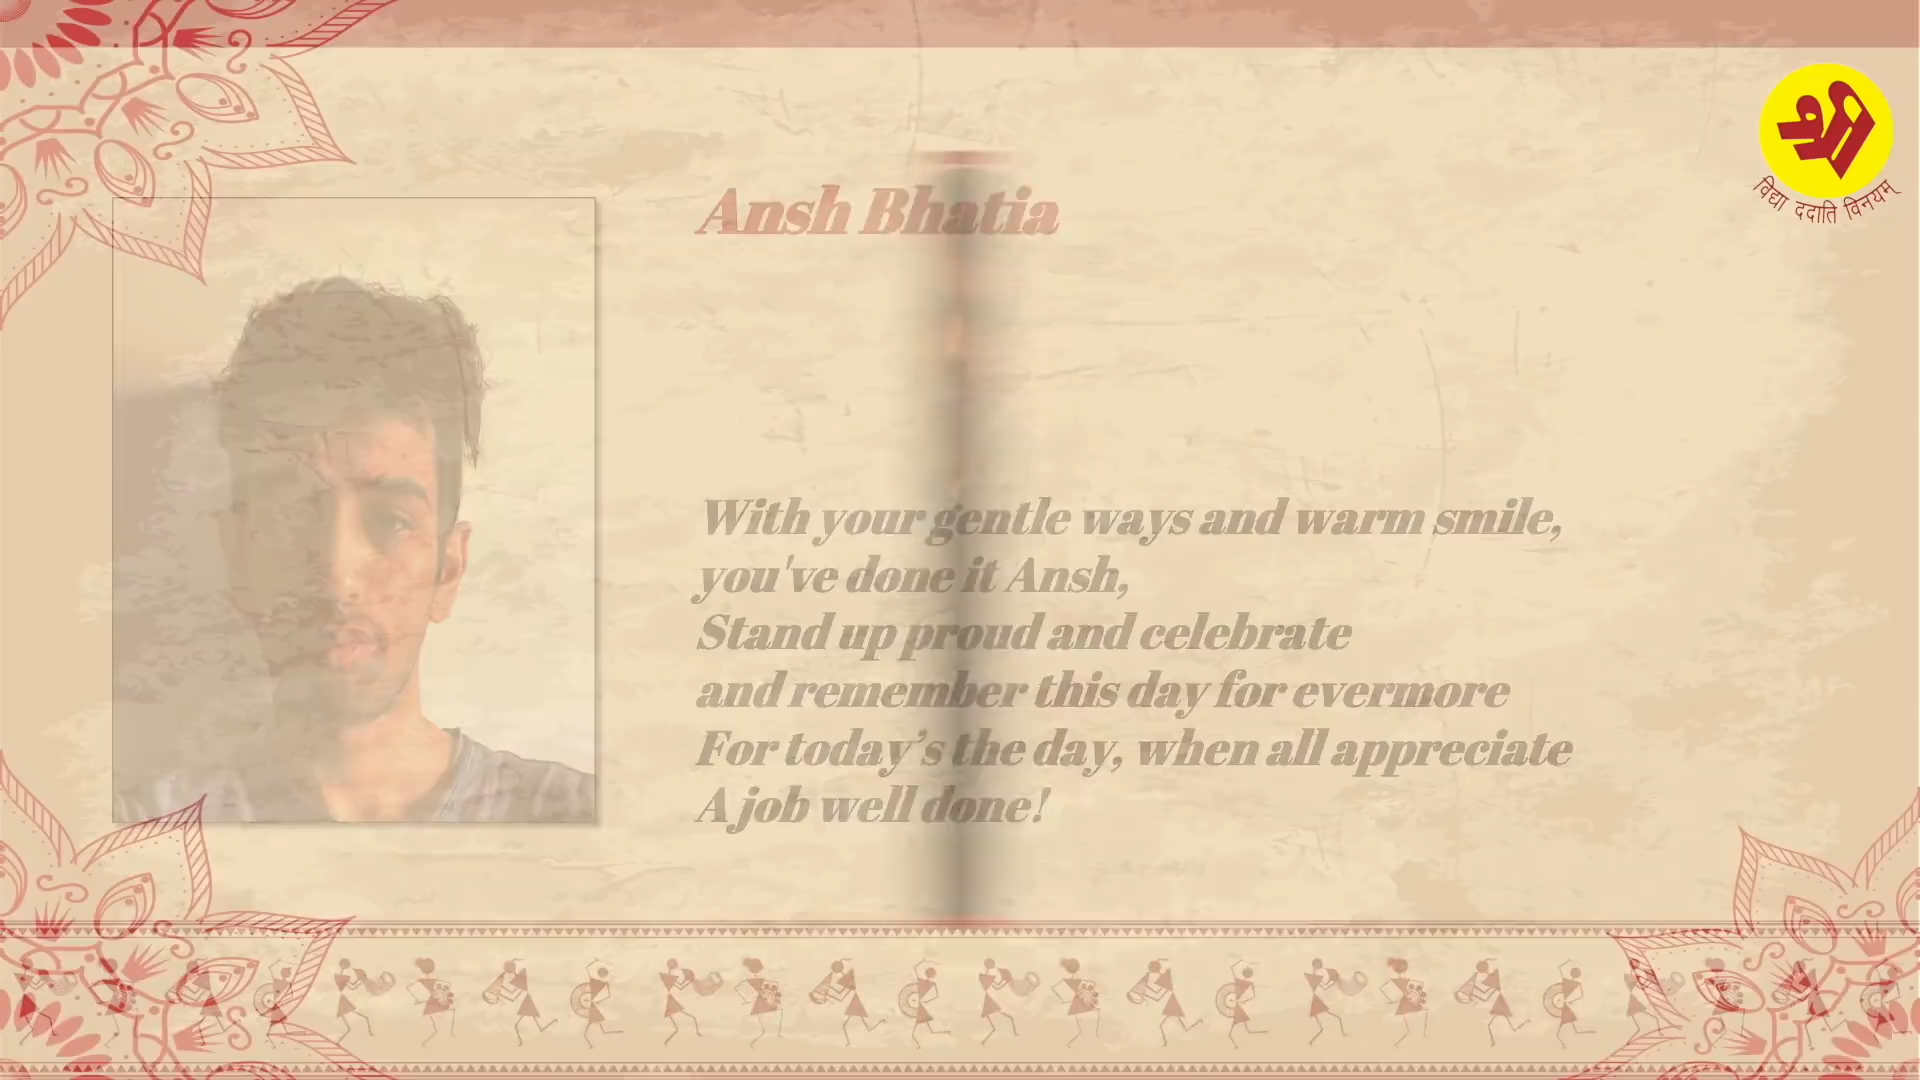 श्री
विद्या ददाति विनयम्
Ansh Bhatia
With your gentle ways and warm smile,
you've done it Ansh,
Stand up proud and celebrate
and remember this day for evermore
For today’s the day, when all appreciate
A job well done!